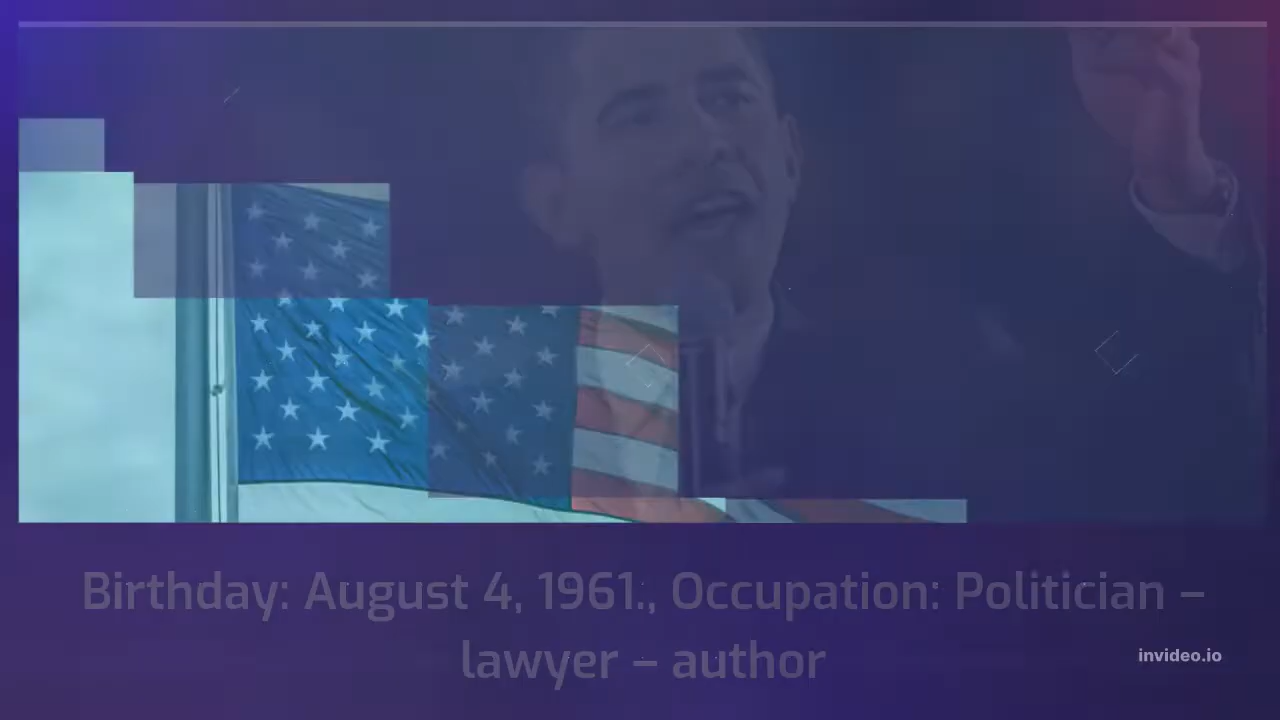 Birthday: August 4, 1961., Occupation: Politician –
lawyer – author
invideo.io